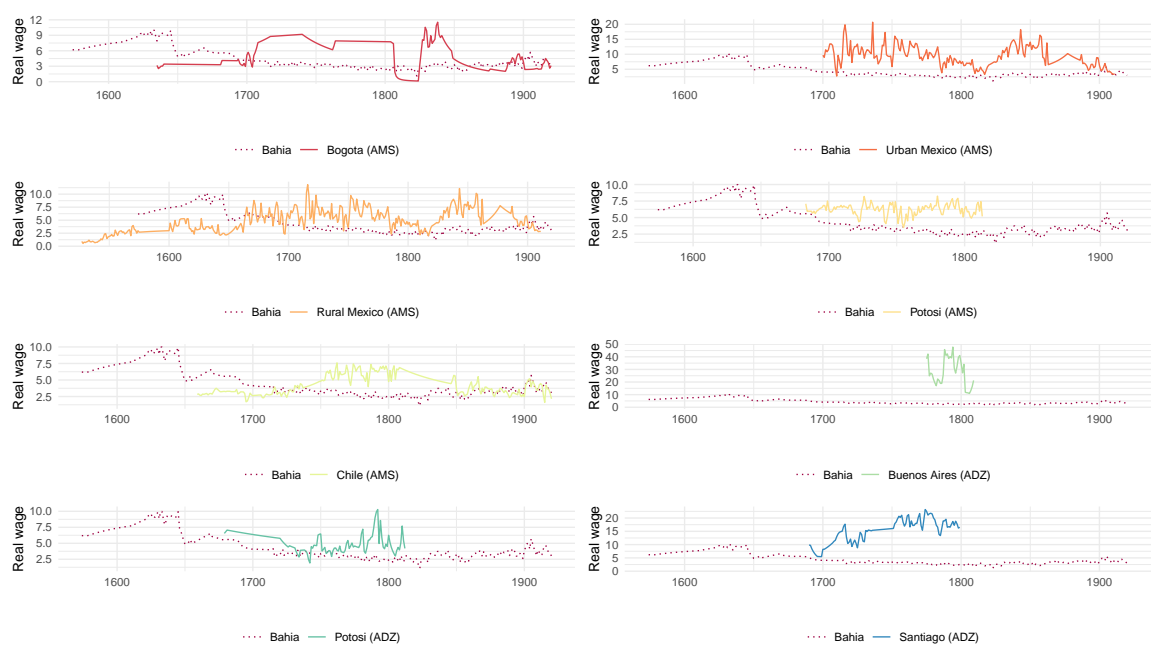 Real wage
12
9
6
3
0
1600 1700 1800 1900
Bahia Bogota (AMS)
Real wage
20
15
10
5
1600 1700 1800 1900
Bahia Urban Mexico (AMS)
Real wage
10.0
7.5
5.0
2.5
0.0
1600 1700 1800 1900
Bahia Rural Mexico (AMS)
Real wage
10.0
7.5
5.0
2.5
1600 1700 1800 1900
Bahia Potosi (AMS)
Real wage
10.0
7.5
5.0
2.5
1600 1700 1800 1900
Bahia Chile (AMS)
Real wage
50
40
30
20
10
0
1600 1700 1800 1900
Bahia Buenos Aires (ADZ)
Real wage
10.0
7.5
5.0
2.5
1600 1700 1800 1900
Bahia Potosi (ADZ)
Real wage
20
15
10
5
0
1600 1700 1800 1900
Bahia Santiago (ADZ)